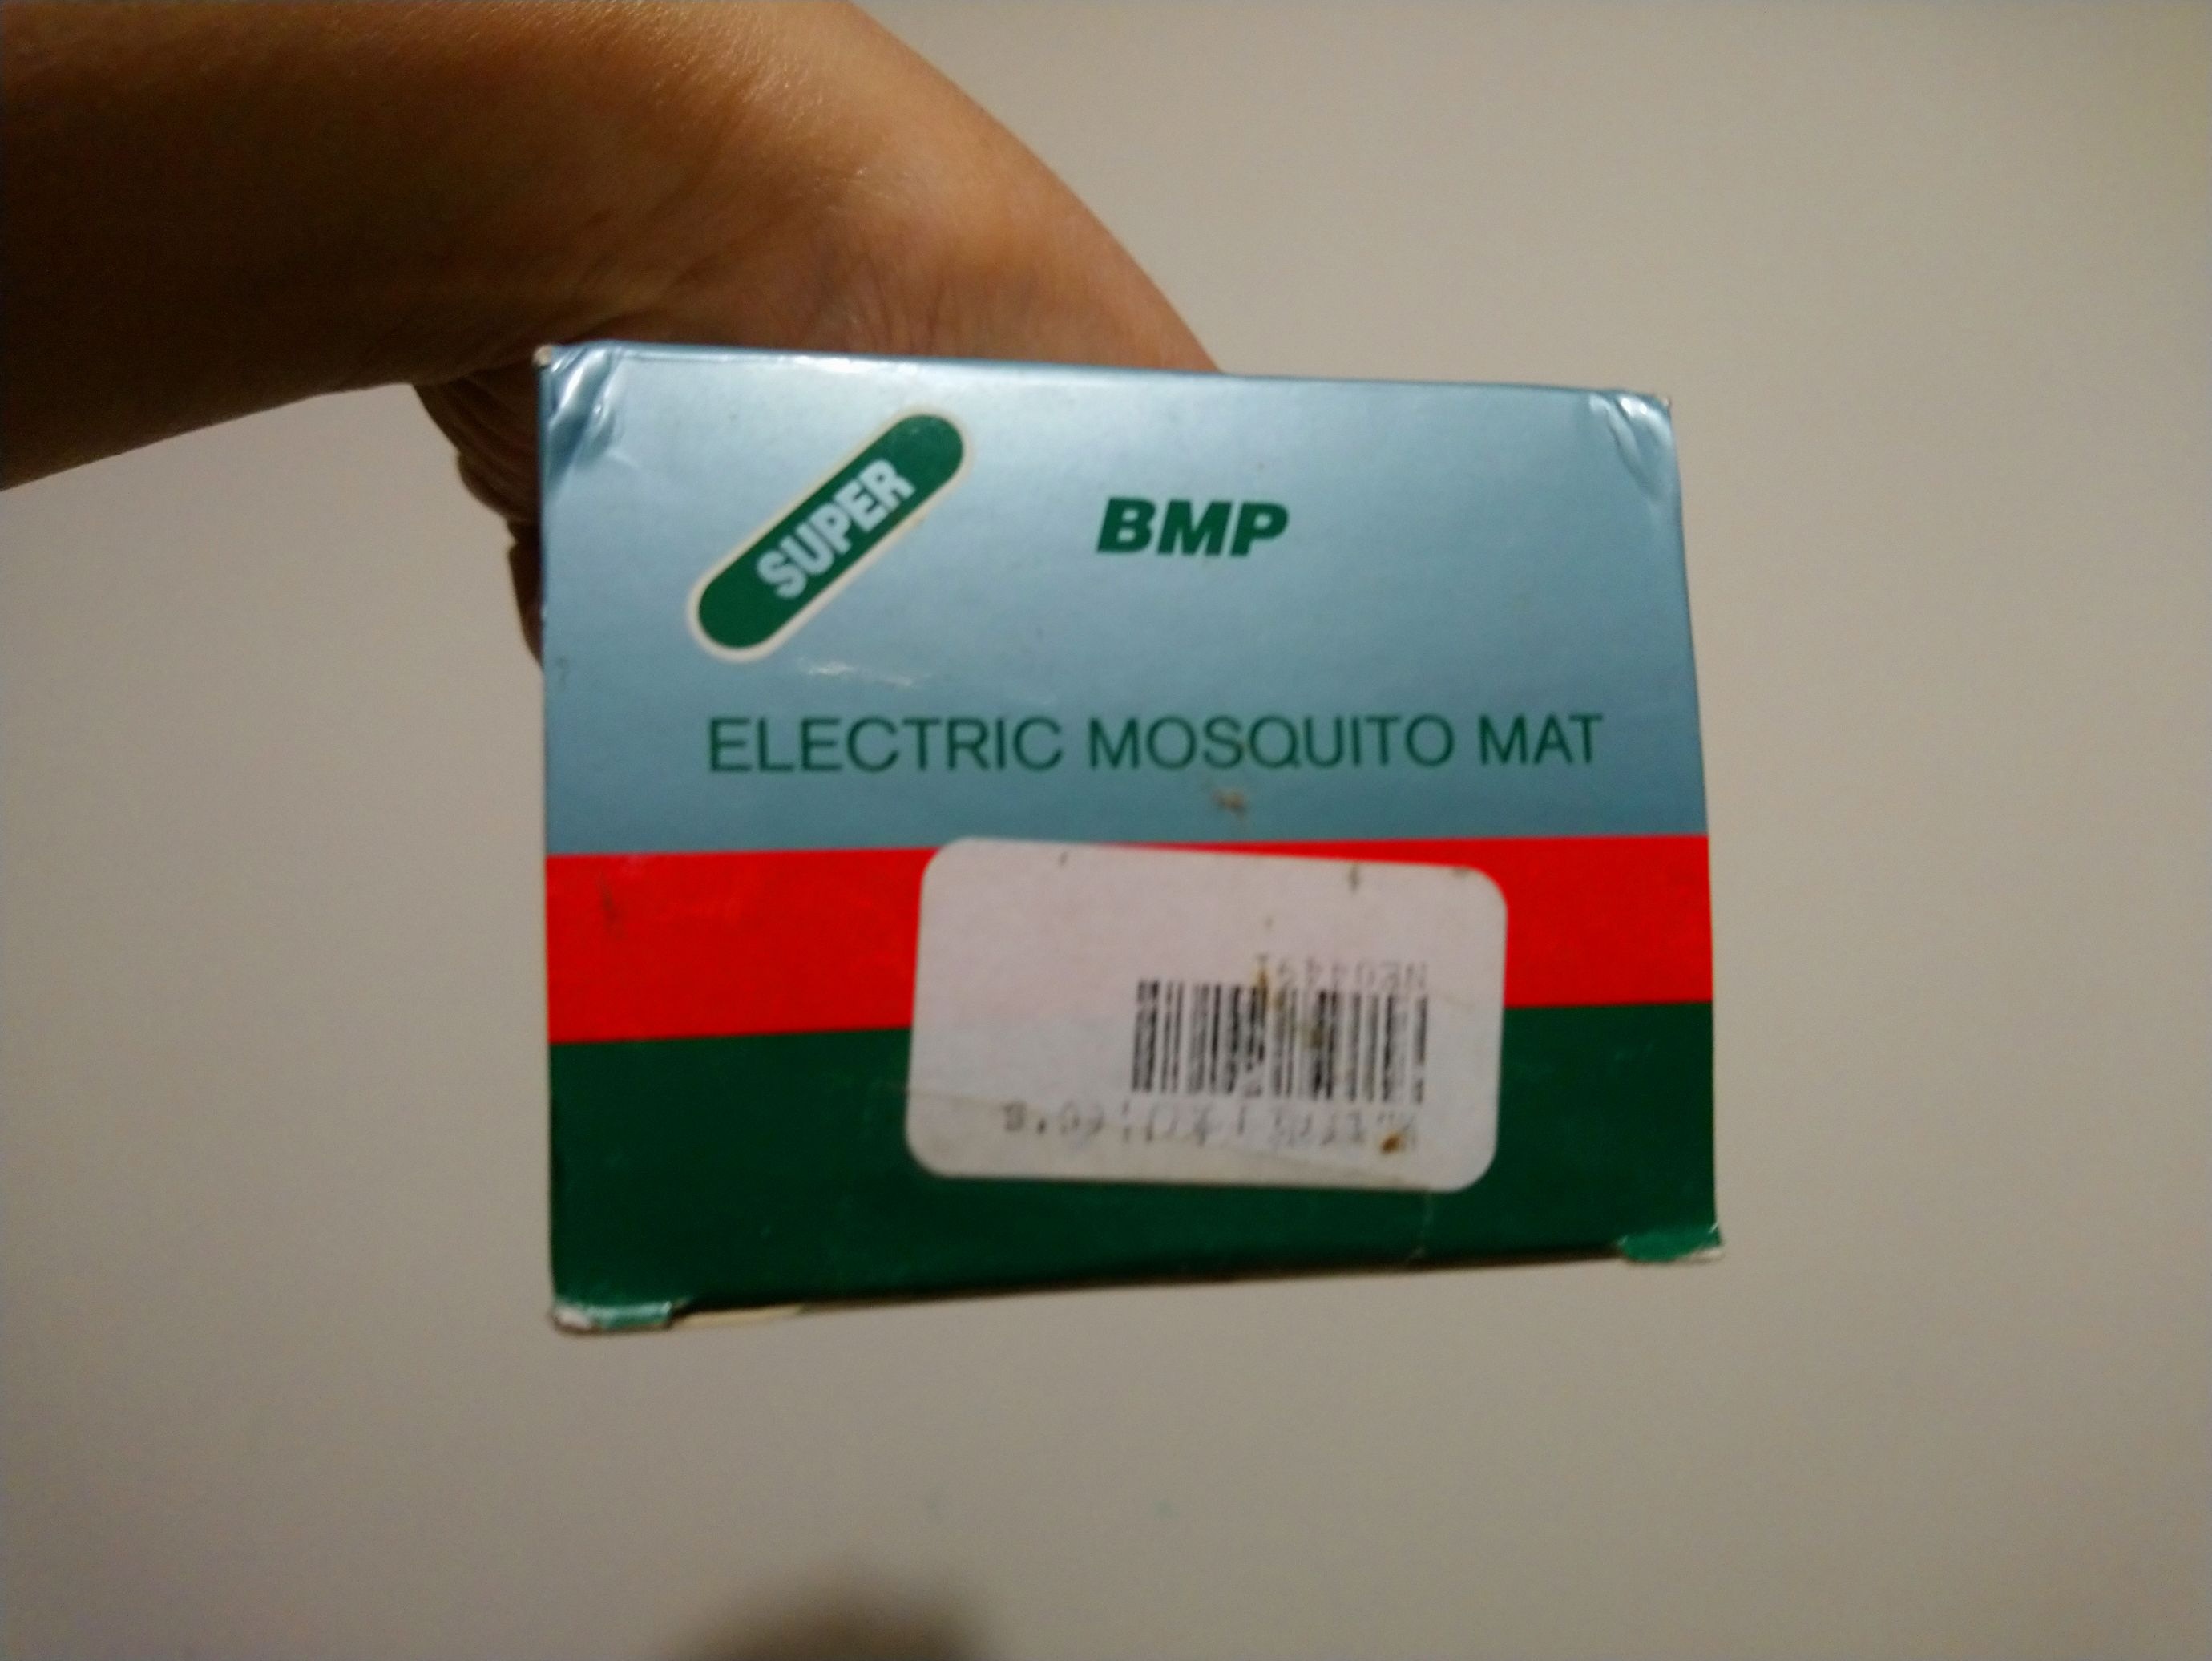 SUPER
BMP
ELECTRIC MOSQUITO MAT